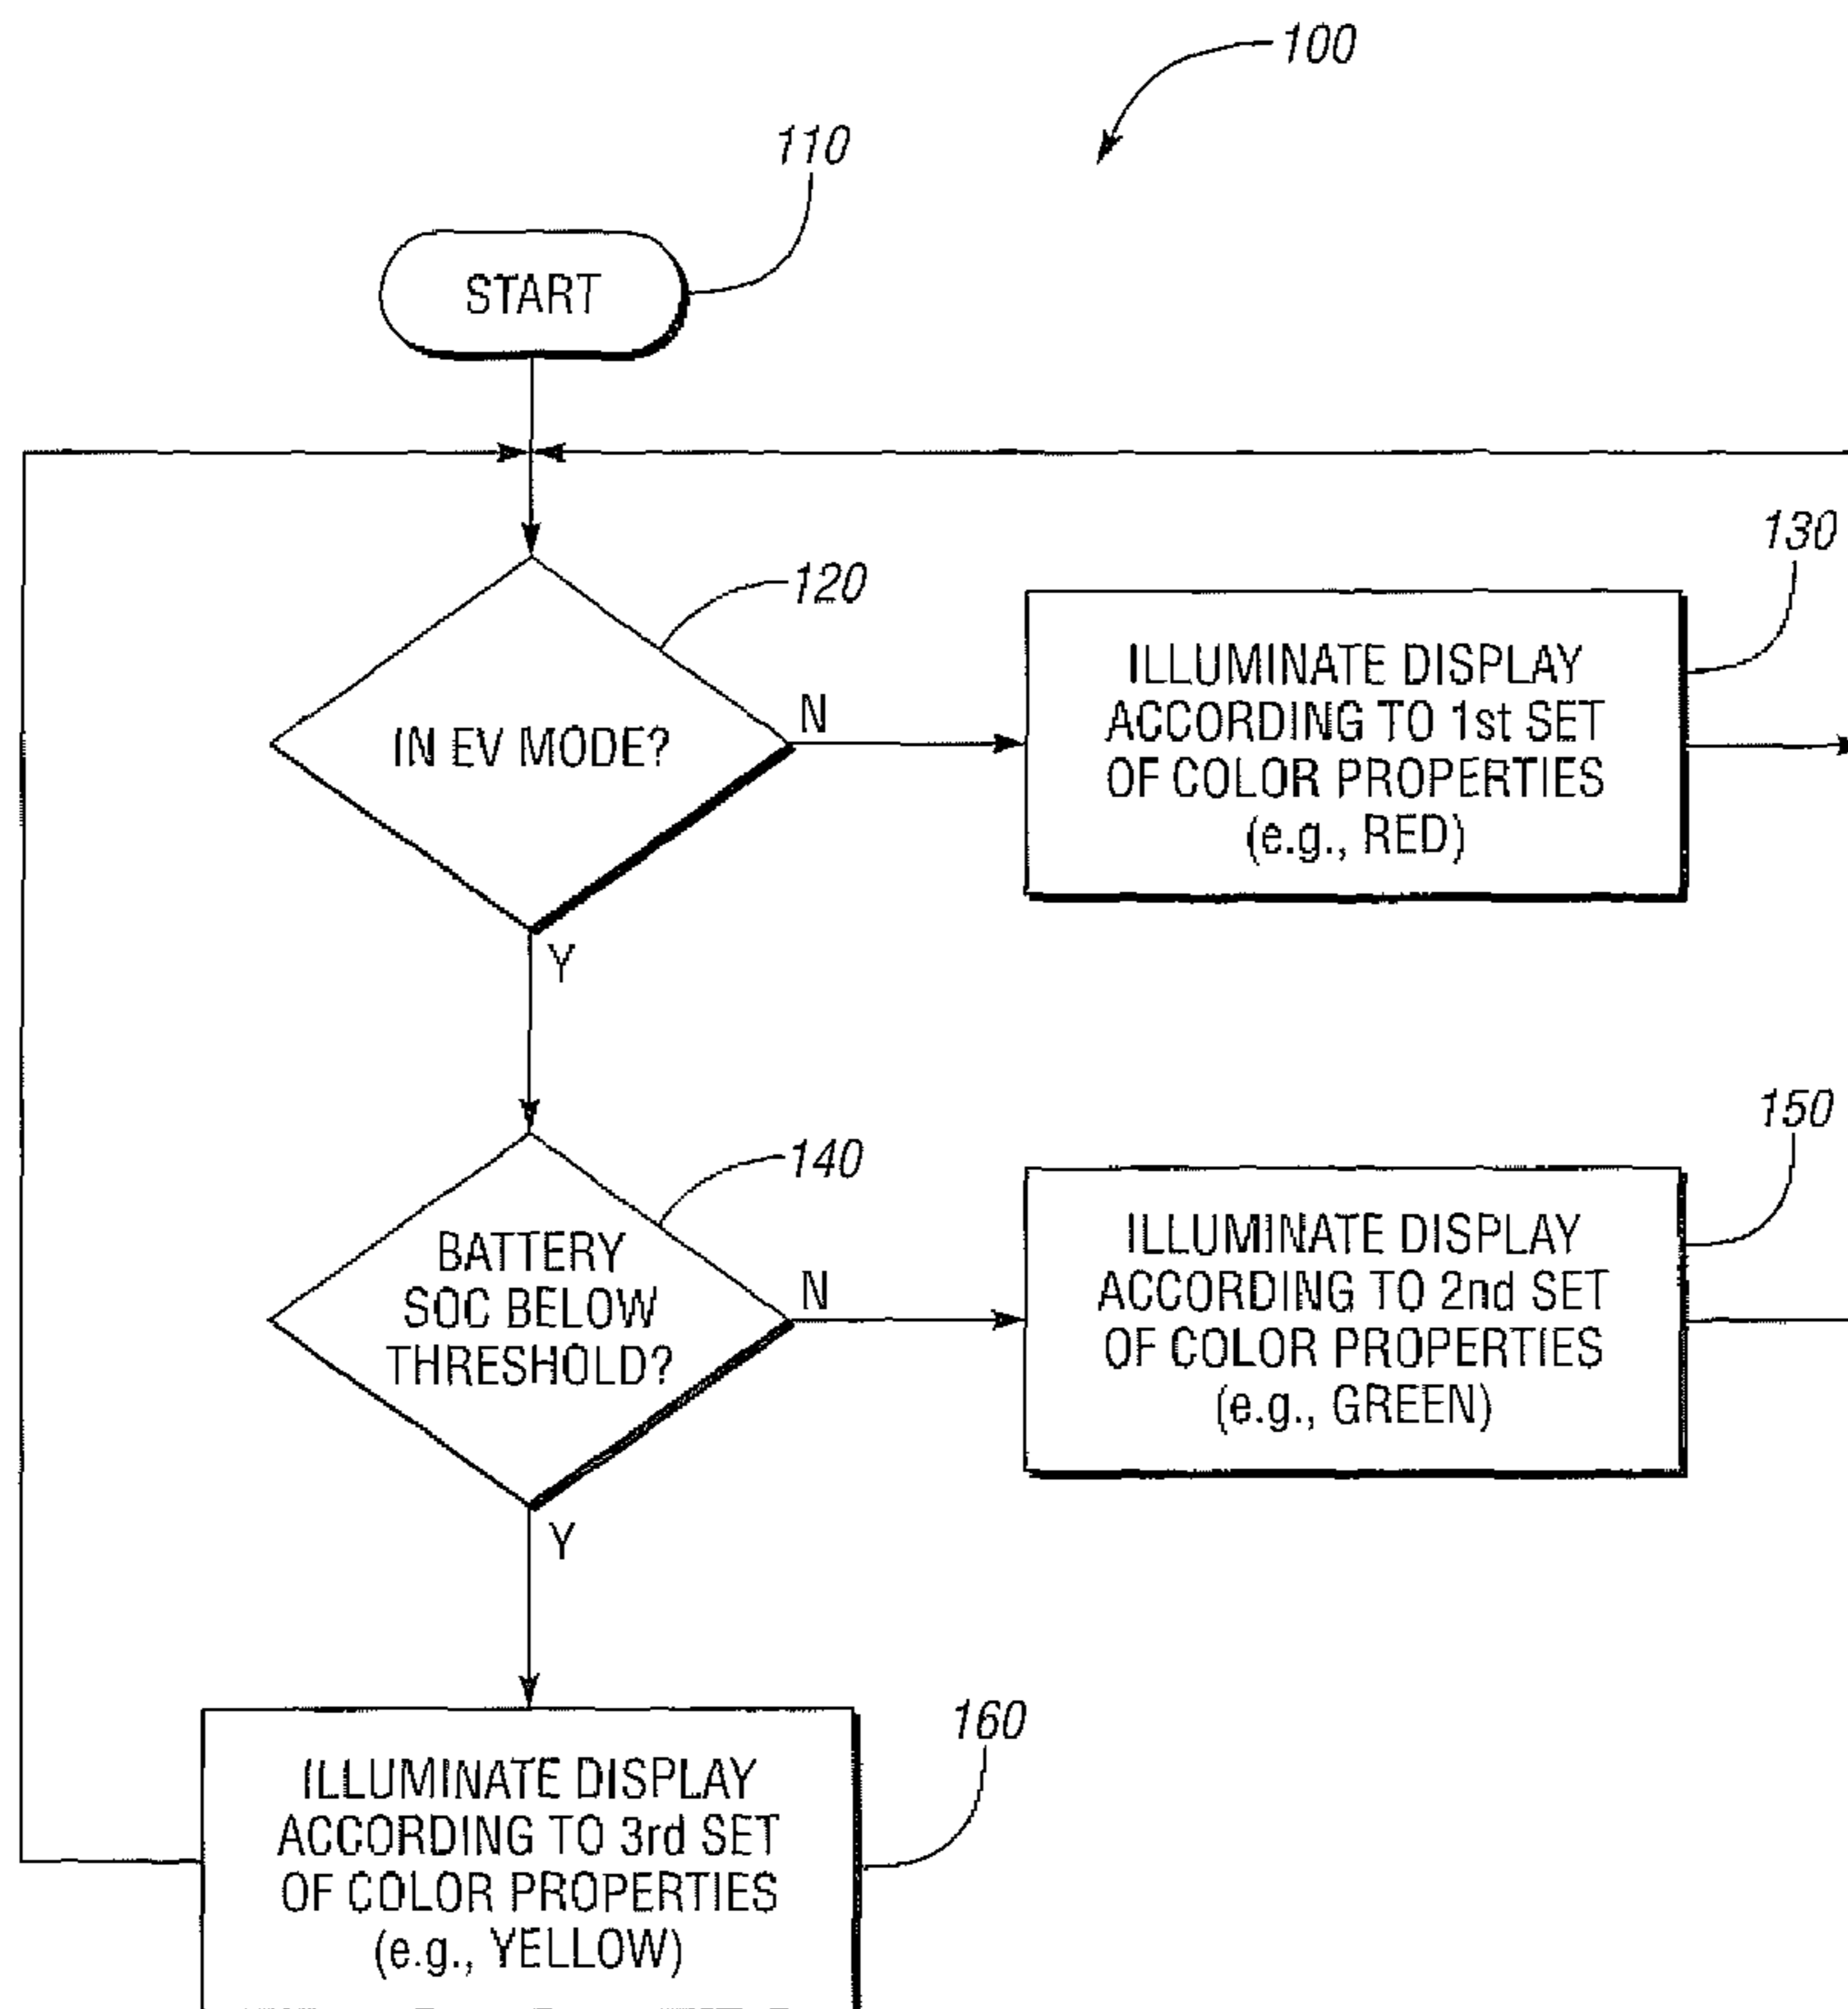 100
110
START
120
130
IN EV MODE?
N
ILLUMINATE DISPLAY
ACCORDING TO 1st SET
OF COLOR PROPERTIES
(e.g., RED)
Y
140
150
BATTERY
SOC BELOW
THRESHOLD?
N
ILLUMINATE DISPLAY
ACCORDING TO 2nd SET
OF COLOR PROPERTIES
(e.g., GREEN)
Y
160
ILLUMINATE DISPLAY
ACCORDING TO 3rd SET
OF COLOR PROPERTIES
(e.g., YELLOW)